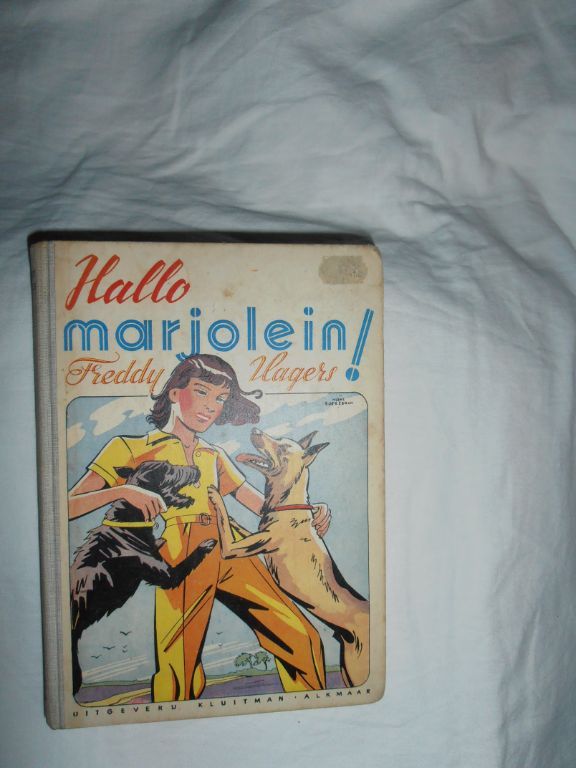 Hallo
marjolein!
Freddy Hagers
UITGEVERIJ KLUITMAN - ALKMAAR